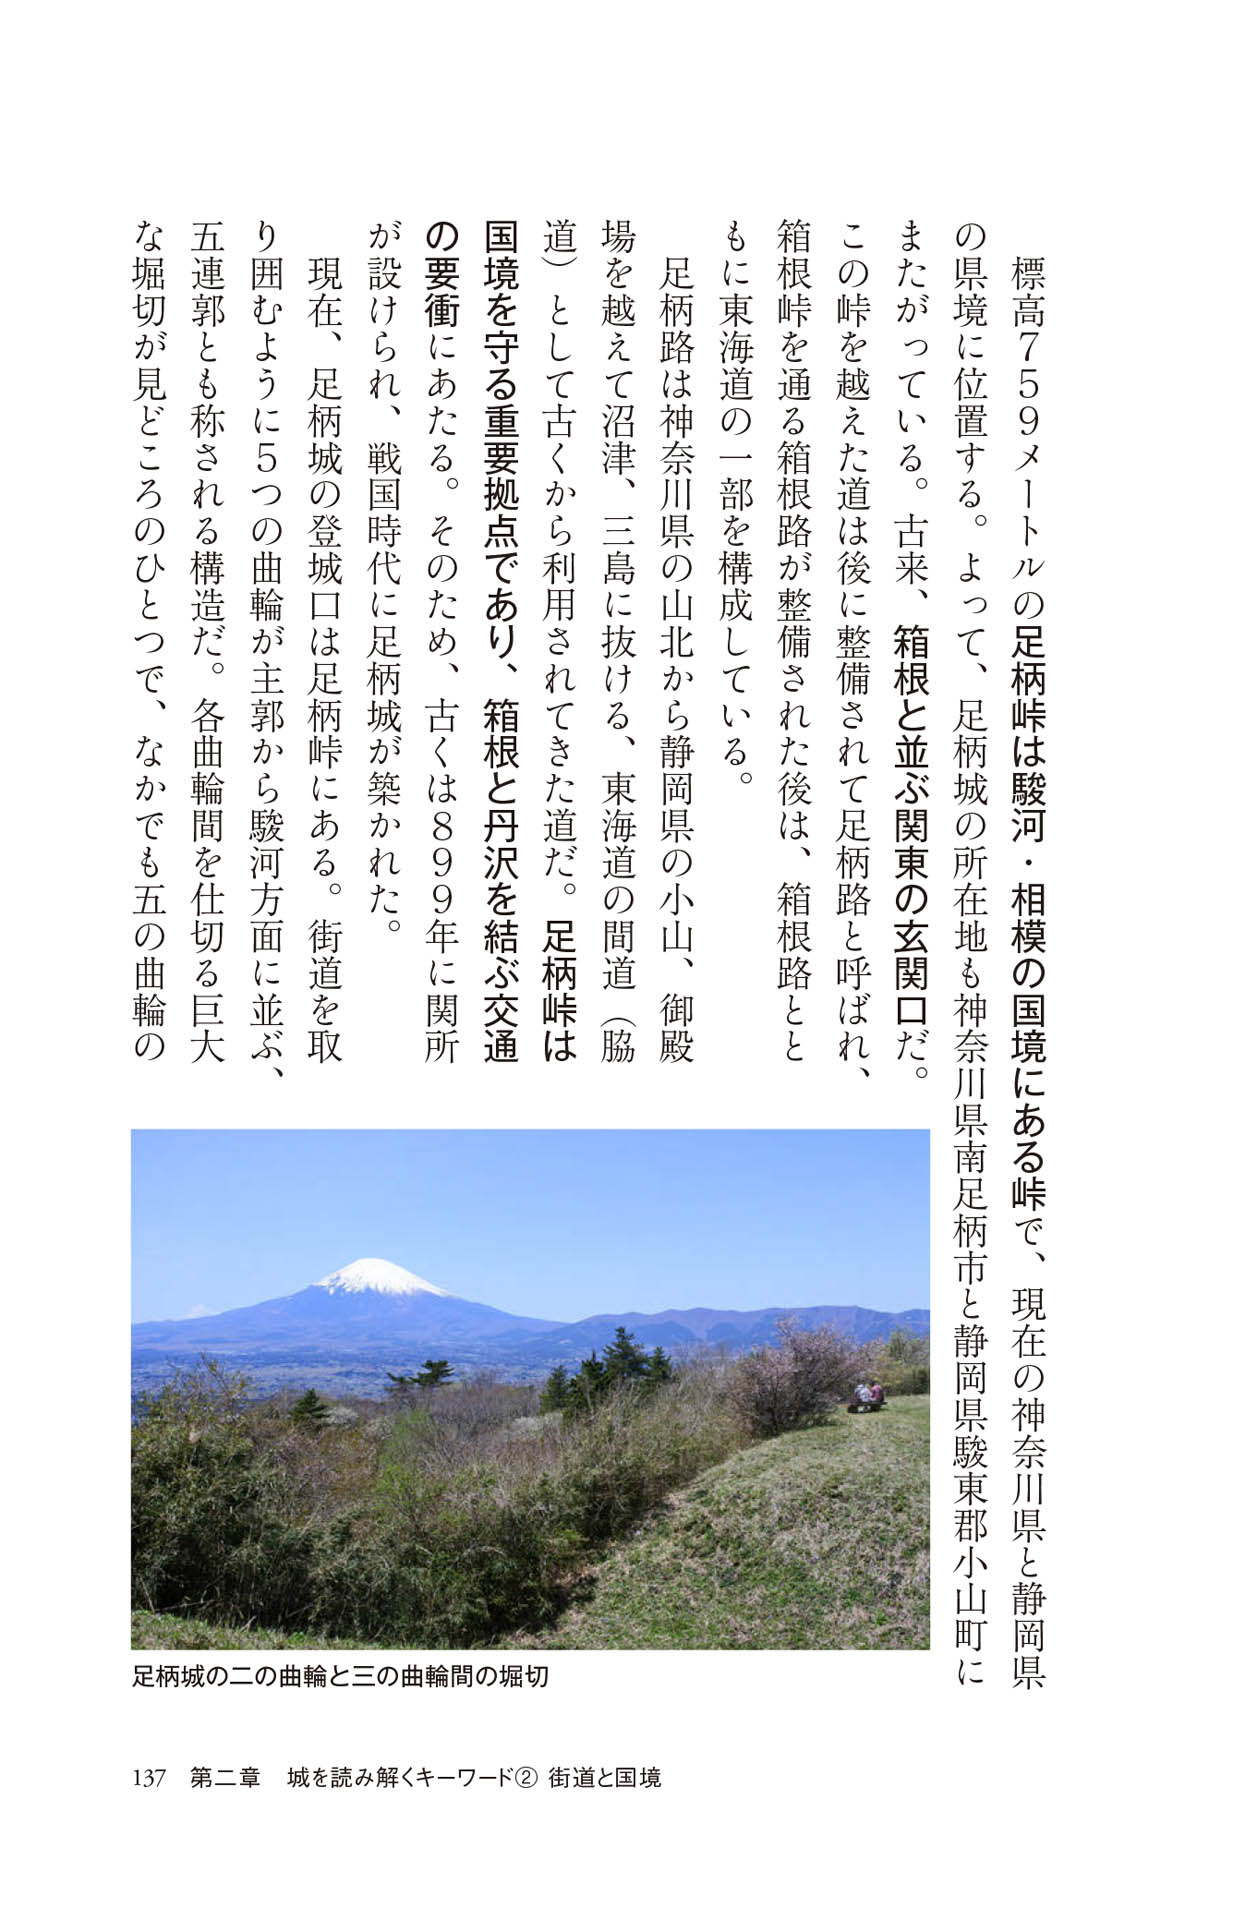 標高759メートルの足柄峠は駿河・相模の国境にある峠で、現在の神奈川県と静岡県
の県境に位置する。よって、足柄城の所在地も神奈川県南足柄市と静岡県駿東郡小山町に
またがっている。古来、箱根と並ぶ関東の玄関口だ。
この峠を越えた道は後に整備されて足柄路と呼ばれ、
箱根峠を通る箱根路が整備された後は、箱根路とと
もに東海道の一部を構成している。
足柄路は神奈川県の山北から静岡県の小山、御殿
場を越えて沼津、三島に抜ける、東海道の間道（脇
道）として古くから利用されてきた道だ。足柄峠は
国境を守る重要拠点であり、箱根と丹沢を結ぶ交通
の要衝にあたる。そのため、古くは899年に関所
が設けられ、戦国時代に足柄城が築かれた。
現在、足柄城の登城口は足柄峠にある。街道を取
り囲むように5つの曲輪が主郭から駿河方面に並ぶ、
五連郭とも称される構造だ。各曲輪間を仕切る巨大
な堀切が見どころのひとつで、なかでも五の曲輪の
足柄城の二の曲輪と三の曲輪間の堀切
137 第二章 城を読み解くキーワード② 街道と国境